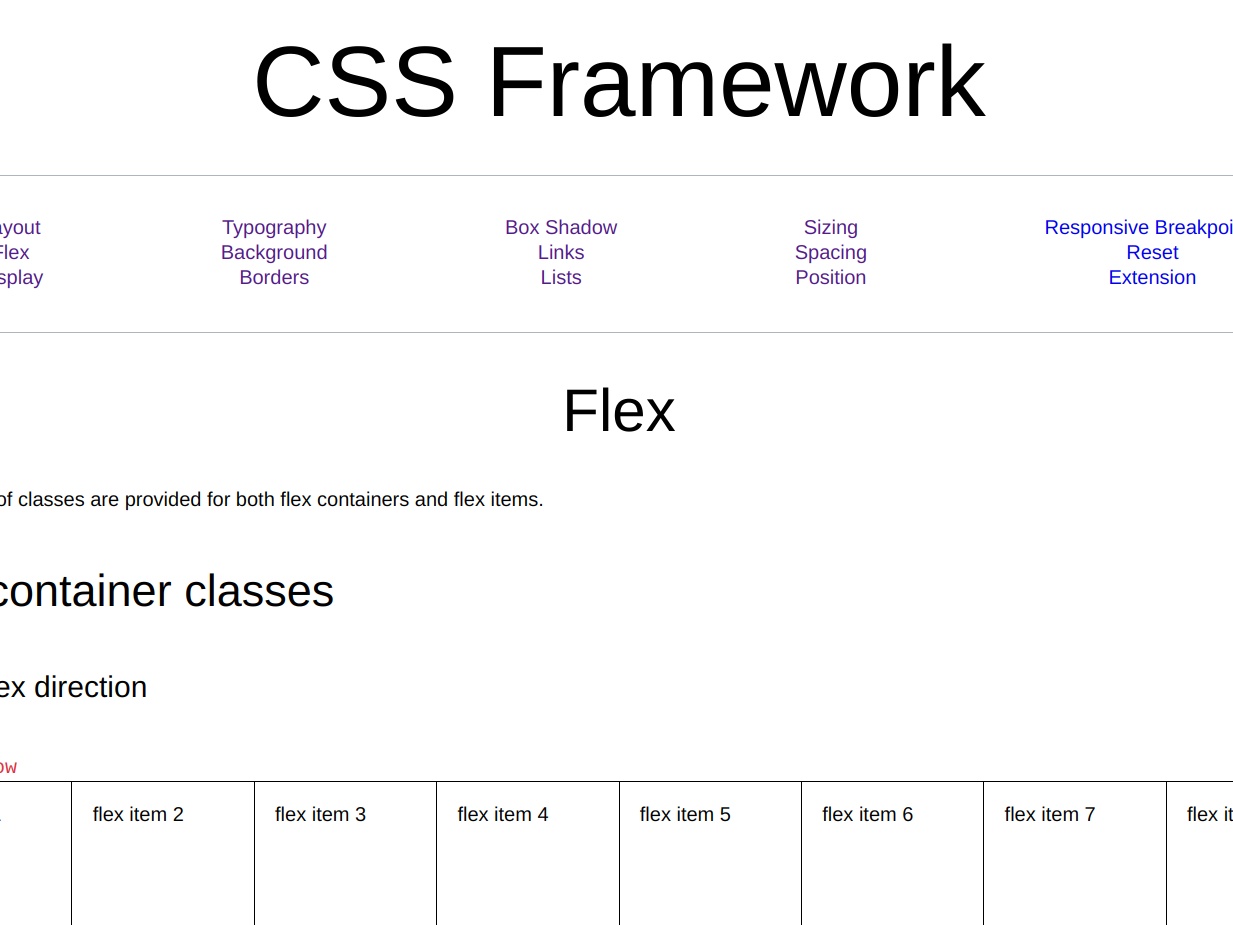 CSS Framework
ayout Typography Box Shadow Sizing Responsive Breakpoi
Flex Background Links Spacing Reset
splay Borders Lists Position Extension
Flex
of classes are provided for both flex containers and flex items.
container classes
ex direction
ow
flex item 2 flex item 3 flex item 4 flex item 5 flex item 6 flex item 7 flex it